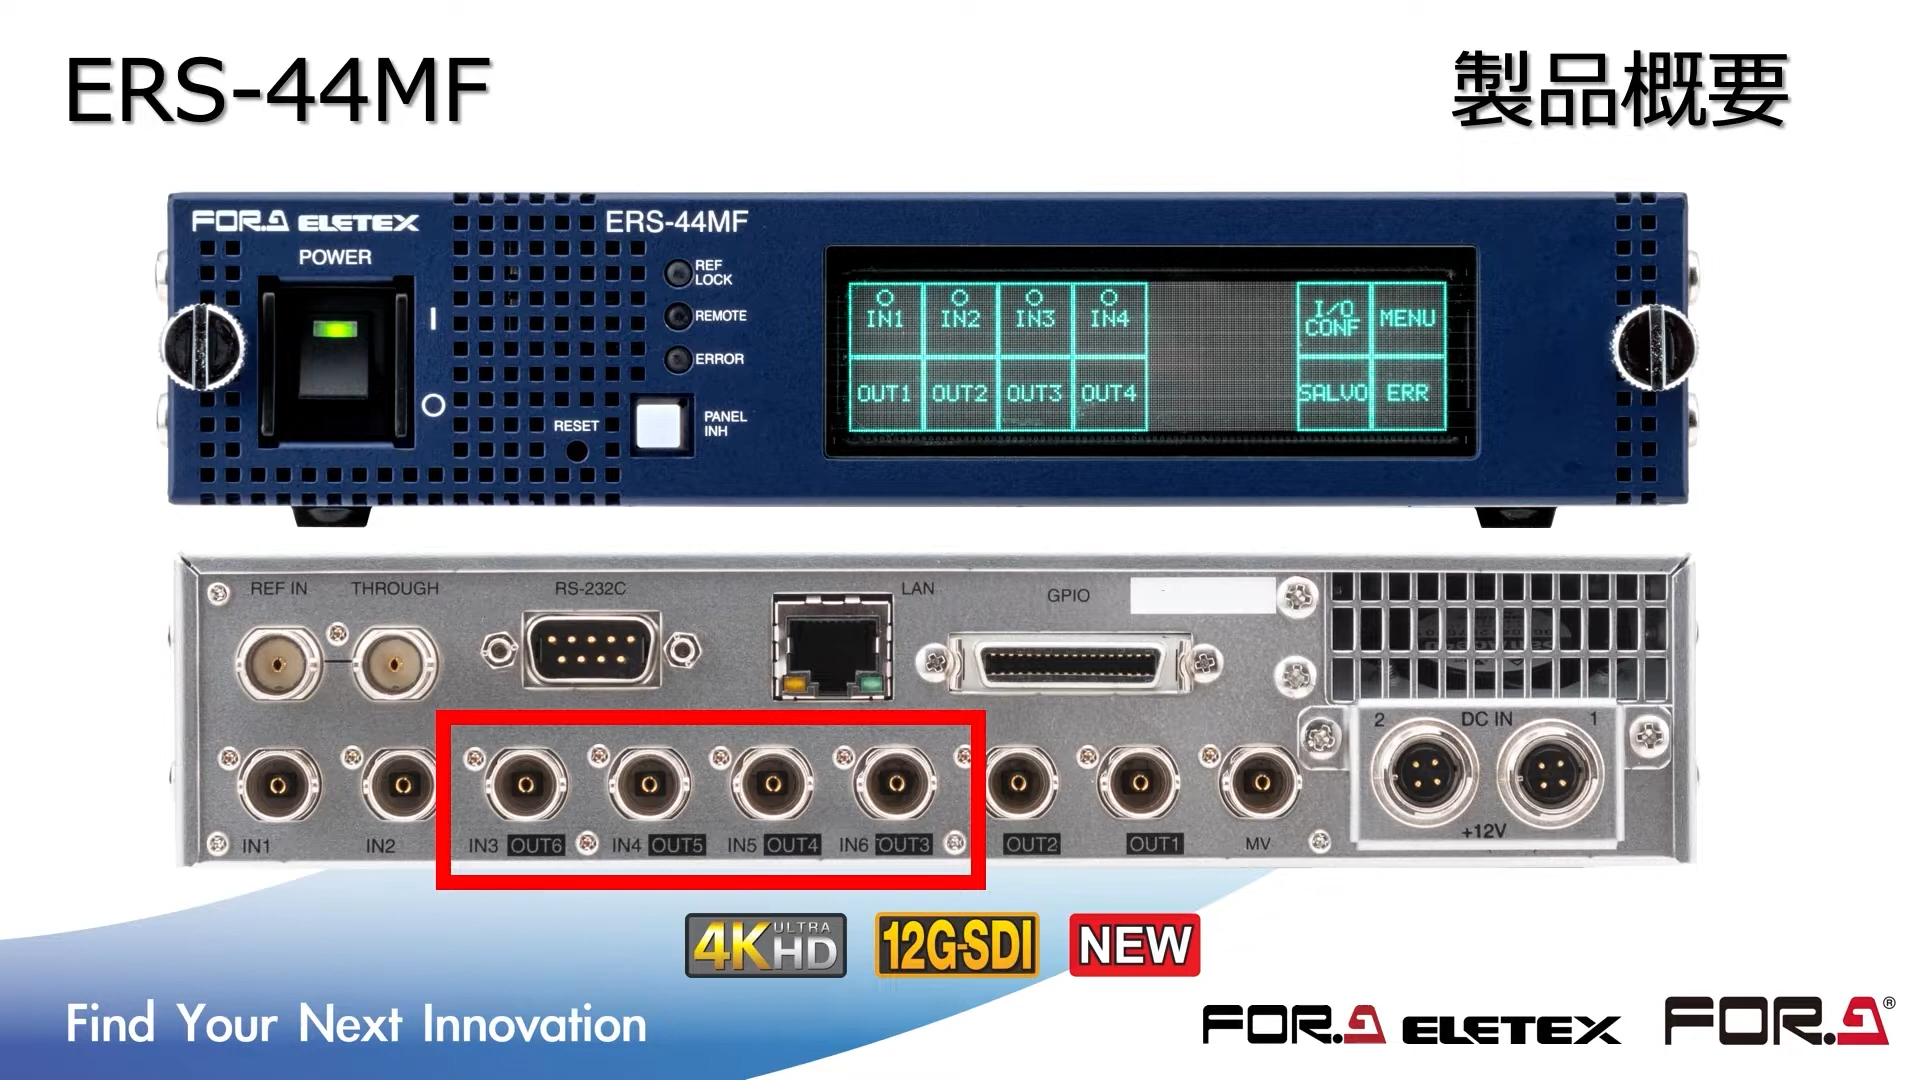 ERS-44MF
製品概要
FOR.A ELETEX
ERS-44MF
POWER
REF
LOCK
REMOTE
ERROR
RESET
PANEL
INH
I
O
IN1 IN2 IN3 IN4
I/O
CONF
MENU
OUT1 OUT2 OUT3 OUT4
SALVO ERR
REF IN THROUGH RS-232C LAN GPIO
2 DC IN 1
+12V
IN1 IN2 IN3 OUT6 IN4 OUT5 IN5 OUT4 IN6 OUT3 OUT2 OUT1 MV
4K ULTRA HD
12G-SDI
NEW
Find Your Next Innovation
FOR.A ELETEX
FOR.A®